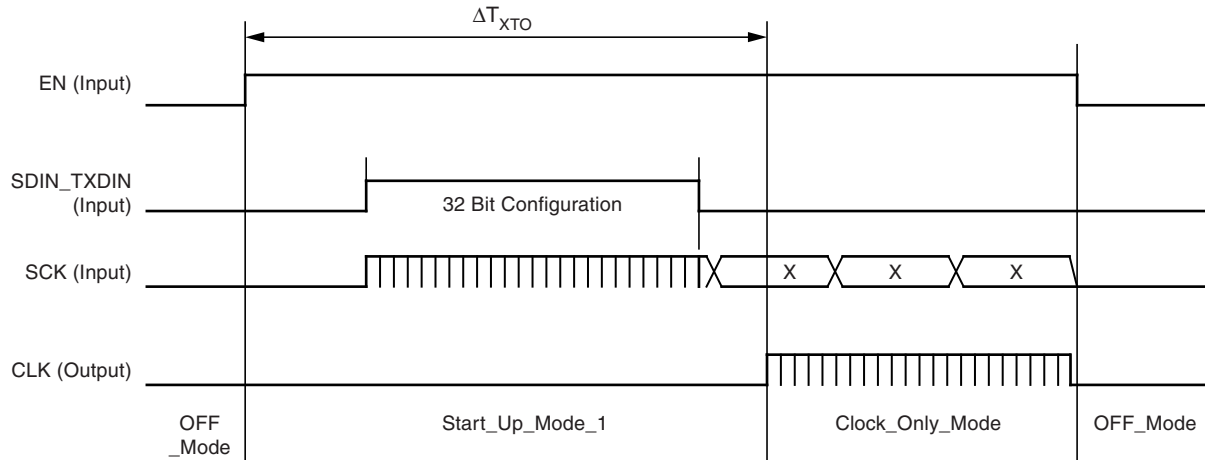 ΔT_XTO
EN (Input)
SDIN_TXDIN
(Input)
32 Bit Configuration
SCK (Input)
X X X
CLK (Output)
OFF
_Mode
Start_Up_Mode_1
Clock_Only_Mode
OFF_Mode